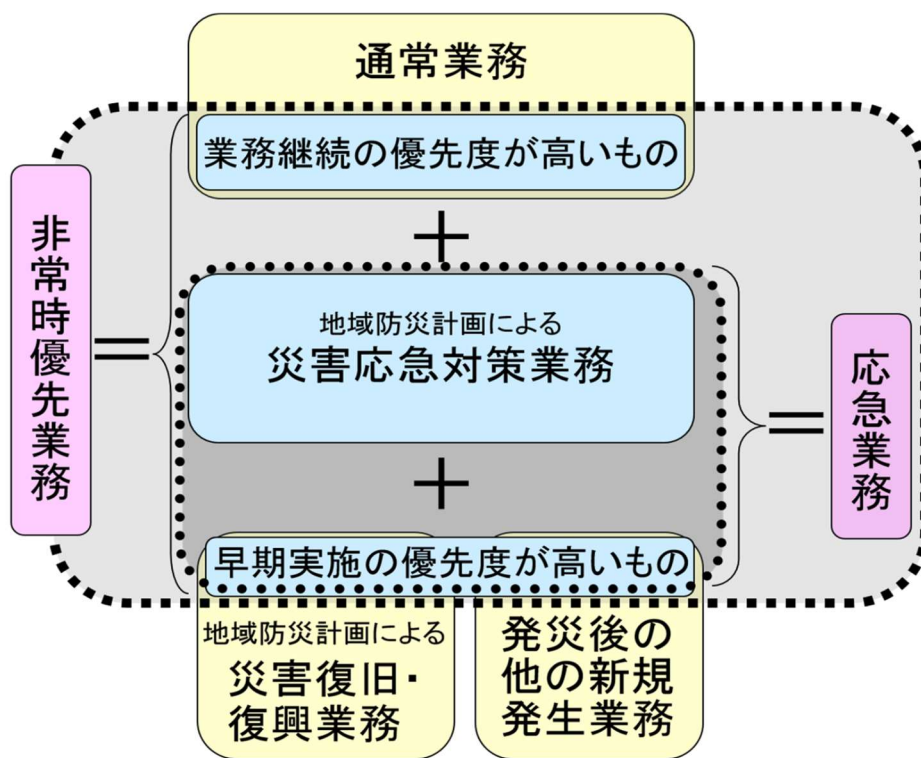 通常業務
業務継続の優先度が高いもの
＋
非常時優先業務
＝
地域防災計画による
災害応急対策業務
＝
応急業務
＋
早期実施の優先度が高いもの
地域防災計画による
災害復旧・
復興業務
発災後の
他の新規
発生業務